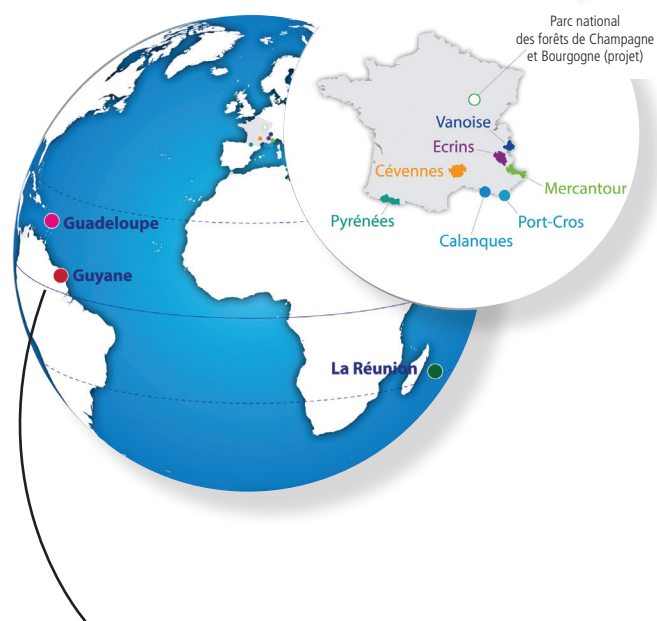 Parc national
des forêts de Champagne
et Bourgogne (projet)
Vanoise
Ecrins
Cévennes
Mercantour
Pyrénées
Port-Cros
Calanques
Guadeloupe
Guyane
La Réunion